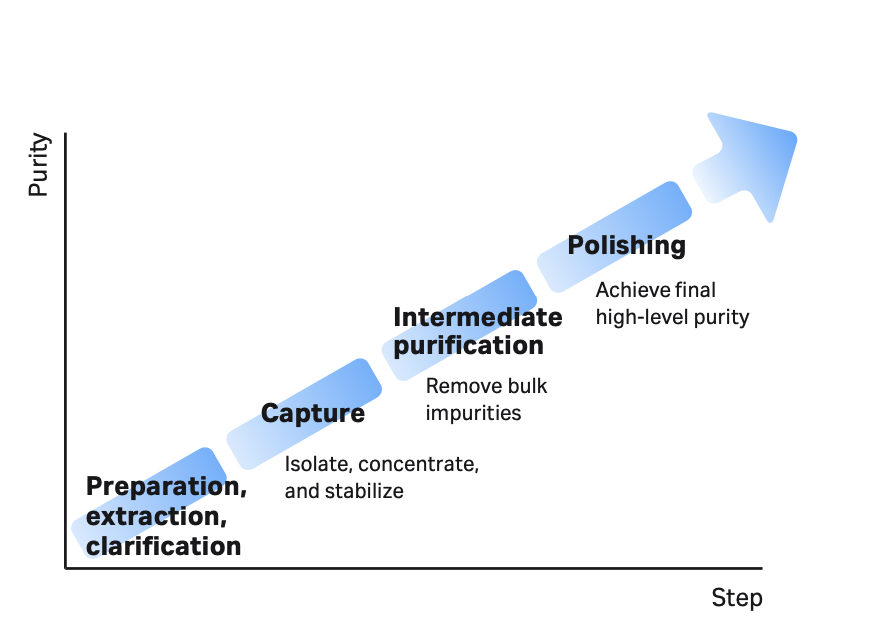 Purity
Polishing
Achieve final
high-level purity
Intermediate
purification
Remove bulk
impurities
Capture
Isolate, concentrate,
and stabilize
Preparation,
extraction,
clarification
Step